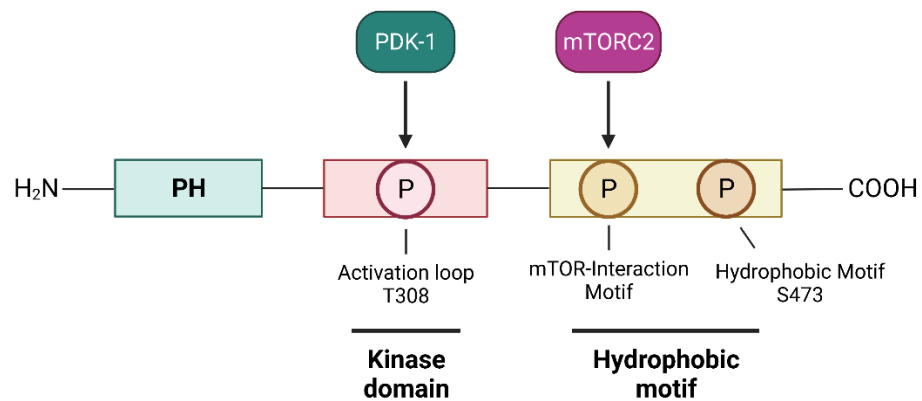 PDK-1
mTORC2
H₂N
PH
P
P
P
COOH
Activation loop
T308
mTOR-Interaction
Motif
Hydrophobic Motif
S473
Kinase
domain
Hydrophobic
motif